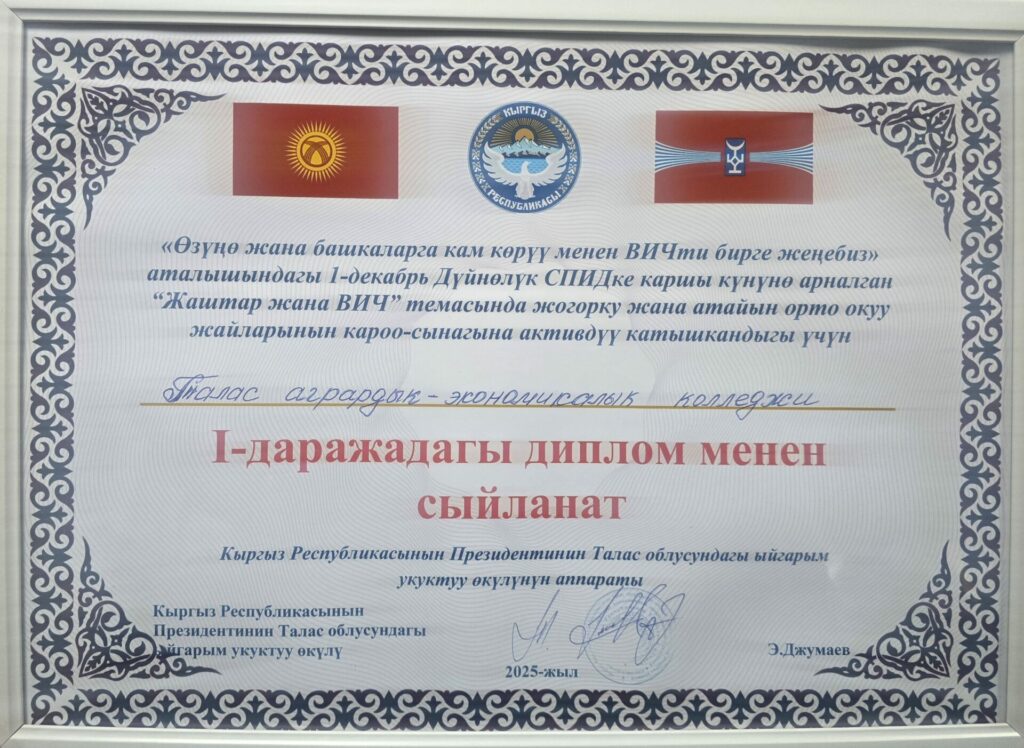 КЫРГЫЗ
РЕСПУБЛИКАСЫ
«Өзүңө жана башкаларга кам көрүү менен ВИЧти бирге жеңебиз»
аталышындагы 1-декабрь Дүйнөлүк СПИДке каршы күнүнө арналган
“Жаштар жана ВИЧ” темасында жогорку жана атайын орто окуу
жайларынын кароо-сынагына активдүү катышкандыгы үчүн
Талас агрардык-экономикалык колледжи
I-даражадагы диплом менен
сыйланат
Кыргыз Республикасынын Президентинин Талас облусундагы ыйгарым
укуктуу өкүлүнүн аппараты
Кыргыз Республикасынын
Президентинин Талас облусундагы
ыйгарым укуктуу өкүлү
Э.Джумаев
2025-жыл